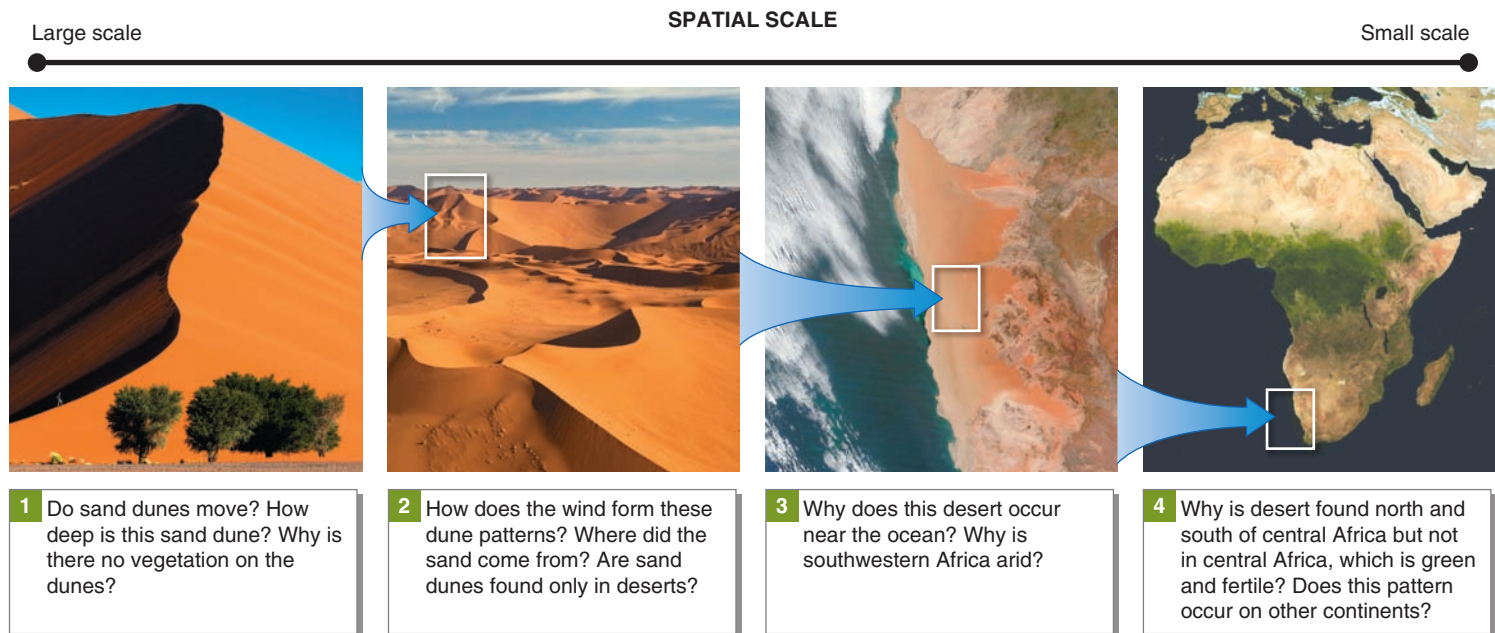 SPATIAL SCALE
Large scale
Small scale
1 Do sand dunes move? How
deep is this sand dune? Why is
there no vegetation on the
dunes?
2 How does the wind form these
dune patterns? Where did the
sand come from? Are sand
dunes found only in deserts?
3 Why does this desert occur
near the ocean? Why is
southwestern Africa arid?
4 Why is desert found north and
south of central Africa but not
in central Africa, which is green
and fertile? Does this pattern
occur on other continents?